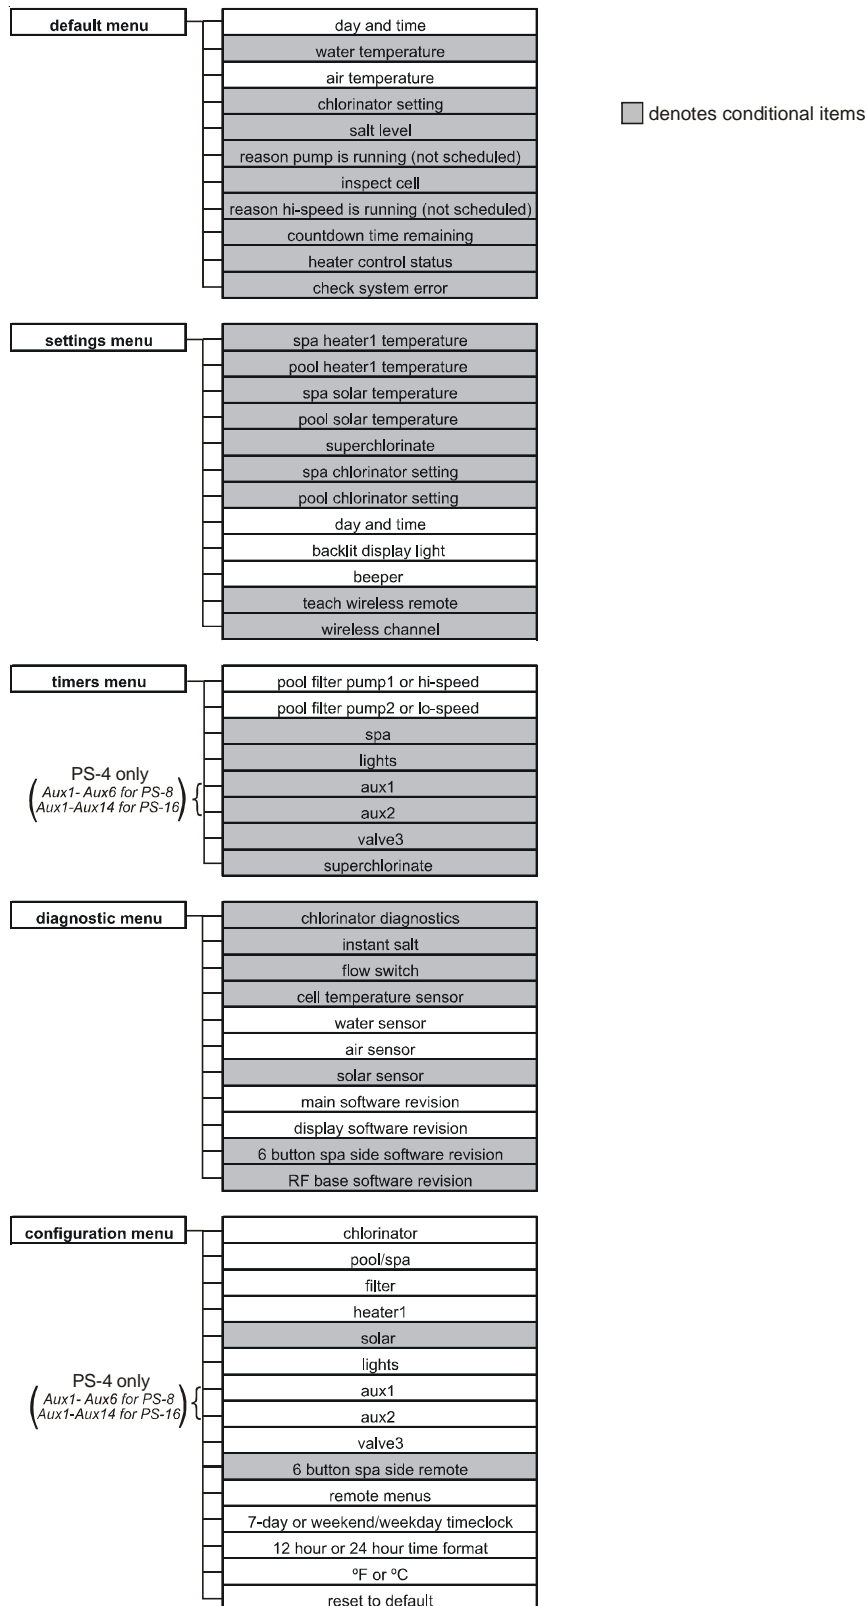 default menu
day and time
water temperature
air temperature
chlorinator setting
salt level
reason pump is running (not scheduled)
inspect cell
reason hi-speed is running (not scheduled)
countdown time remaining
heater control status
check system error
denotes conditional items
settings menu
spa heater1 temperature
pool heater1 temperature
spa solar temperature
pool solar temperature
superchlorinate
spa chlorinator setting
pool chlorinator setting
day and time
backlit display light
beeper
teach wireless remote
wireless channel
timers menu
pool filter pump1 or hi-speed
pool filter pump2 or lo-speed
spa
lights
PS-4 only
(Aux1- Aux6 for PS-8
Aux1-Aux14 for PS-16)
aux1
aux2
valve3
superchlorinate
diagnostic menu
chlorinator diagnostics
instant salt
flow switch
cell temperature sensor
water sensor
air sensor
solar sensor
main software revision
display software revision
6 button spa side software revision
RF base software revision
configuration menu
chlorinator
pool/spa
filter
heater1
solar
lights
PS-4 only
(Aux1- Aux6 for PS-8
Aux1-Aux14 for PS-16)
aux1
aux2
valve3
6 button spa side remote
remote menus
7-day or weekend/weekday timeclock
12 hour or 24 hour time format
ºF or ºC
reset to default